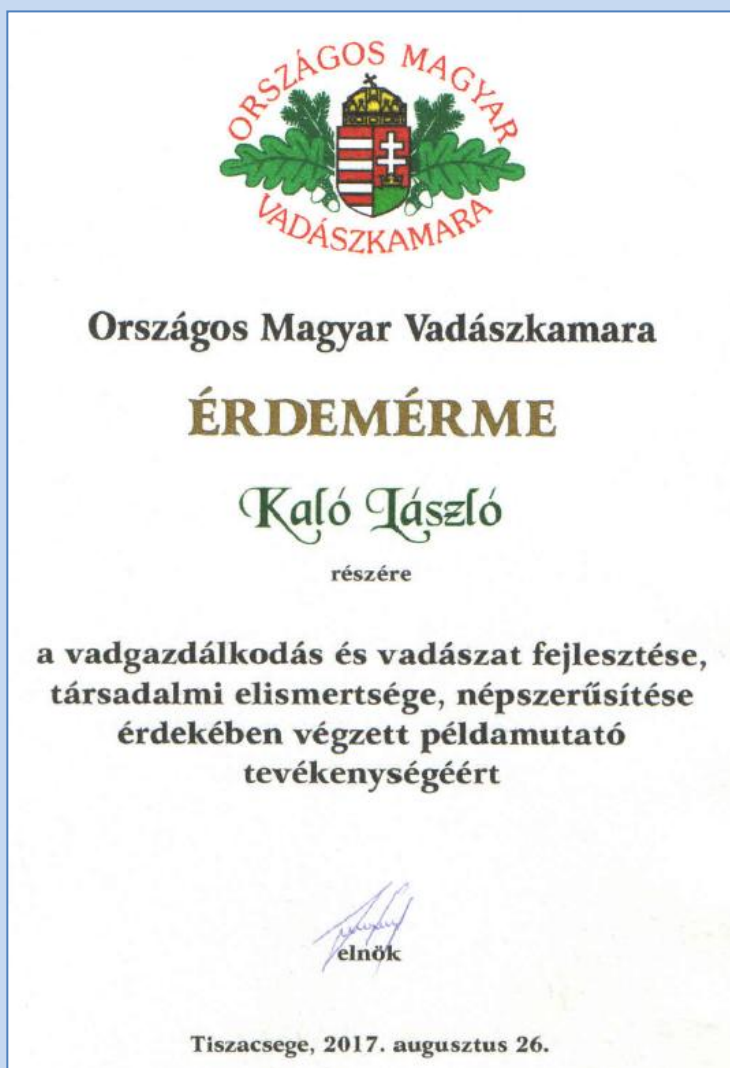 ORSZÁGOS MAGYAR
VADÁSZKAMARA
Országos Magyar Vadászkamara
ÉRDEMÉRME
Kaló László
részére
a vadgazdálkodás és vadászat fejlesztése,
társadalmi elismertsége, népszerűsítése
érdekében végzett példamutató
tevékenységéért
elnök
Tiszacsege, 2017. augusztus 26.